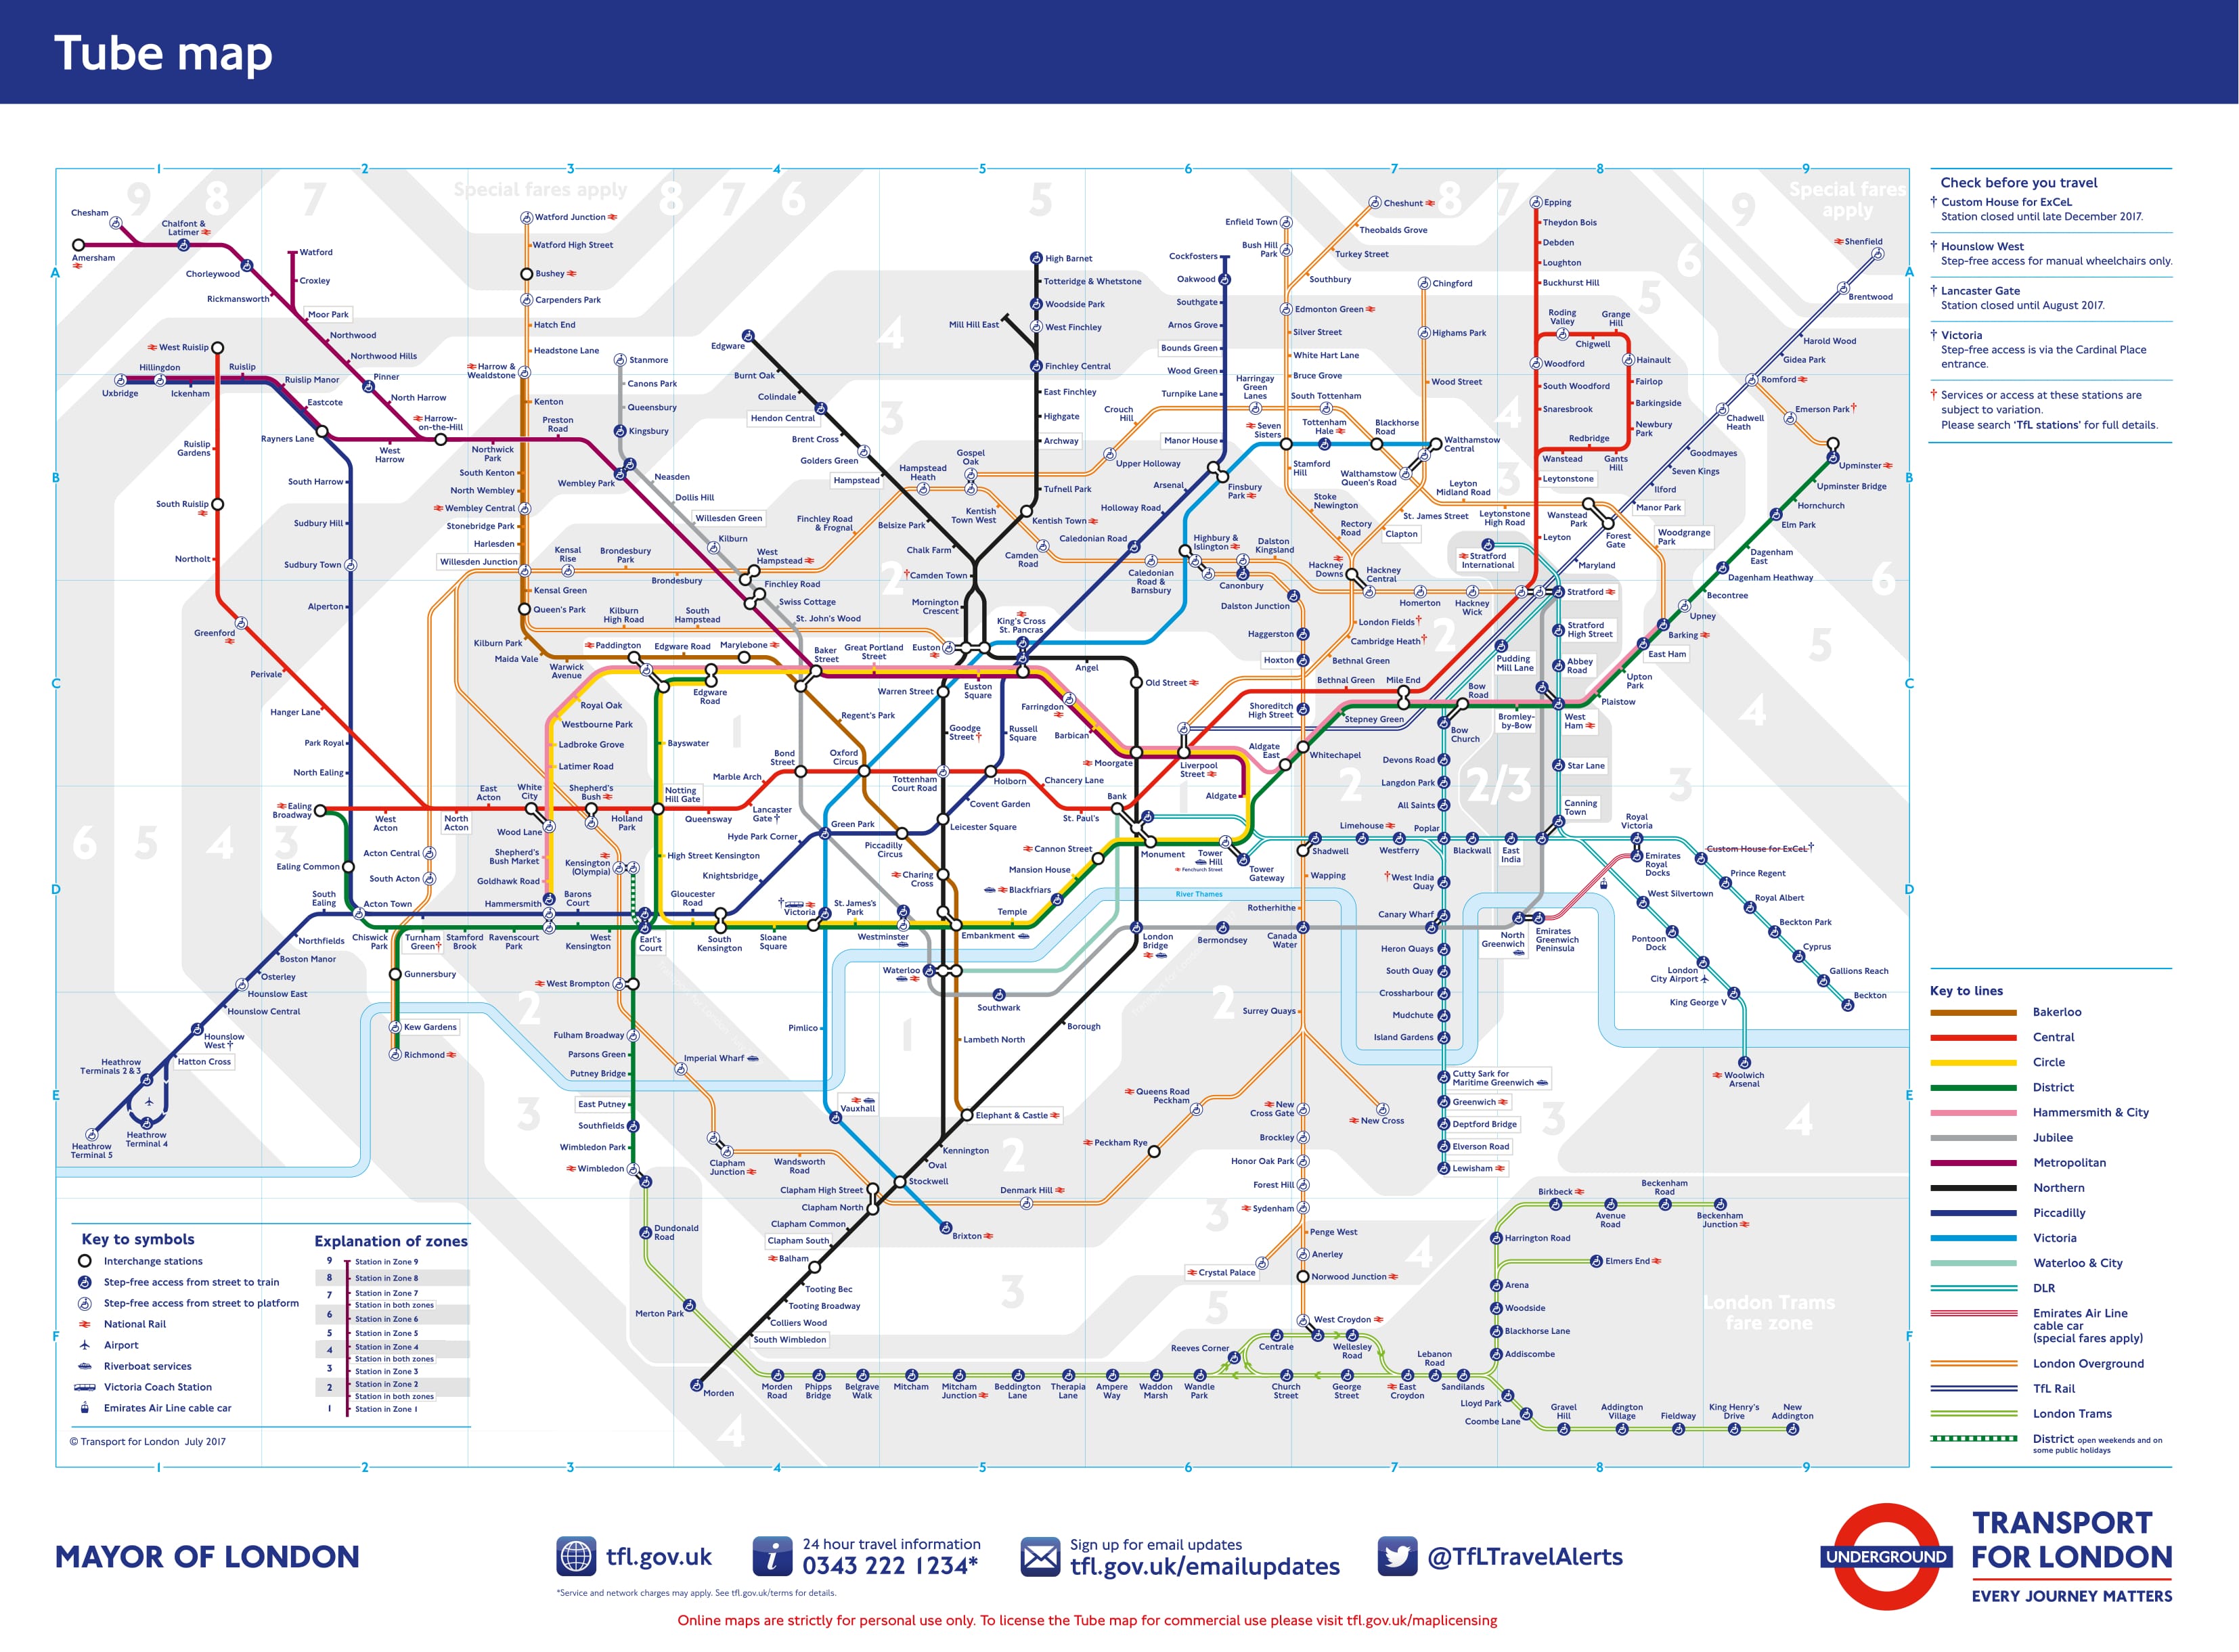 Tube map
1
2
3
4
5
6
7
8
9
Special fares apply
Special fares
apply
Chesham
Chalfont &
Latimer
Amersham
Chorleywood
Rickmansworth
Watford
Croxley
Moor Park
Northwood
Northwood Hills
Pinner
North Harrow
Harrow-
on-the-Hill
West Ruislip
Hillingdon
Ruislip
Uxbridge
Ickenham
Ruislip Manor
Eastcote
Rayners Lane
West
Harrow
Northwick
Park
Preston
Road
Ruislip
Gardens
South Ruislip
Northolt
Greenford
Perivale
Hanger Lane
South Harrow
Sudbury Hill
Sudbury Town
Alperton
Park Royal
North Ealing
Ealing
Broadway
West
Acton
North
Acton
East
Acton
White
City
Shepherd's
Bush
Holland
Park
Notting
Hill Gate
Queensway
Lancaster
Gate †
Marble Arch
Bond
Street
Oxford
Circus
Tottenham
Court Road
Holborn
Chancery Lane
St. Paul's
Bank
Liverpool
Street
Bethnal Green
Mile End
Watford Junction
Watford High Street
Bushey
Carpenders Park
Hatch End
Headstone Lane
Harrow &
Wealdstone
Kenton
South Kenton
North Wembley
Wembley Central
Stonebridge Park
Harlesden
Willesden Junction
Kensal Green
Queen's Park
Kilburn Park
Maida Vale
Warwick
Avenue
Paddington
Edgware Road
Marylebone
Baker
Street
Regent's Park
Piccadilly
Circus
Charing
Cross
Embankment
Waterloo
Lambeth North
Elephant & Castle
Stanmore
Canons Park
Queensbury
Kingsbury
Wembley Park
Neasden
Dollis Hill
Willesden Green
Kilburn
West
Hampstead
Finchley Road
Swiss Cottage
St. John's Wood
Kensal
Rise
Brondesbury
Park
Brondesbury
Finchley Road
& Frognal
Hampstead
Heath
Gospel
Oak
Kentish
Town West
Camden
Road
Caledonian
Road &
Barnsbury
Highbury &
Islington
Canonbury
Dalston
Kingsland
Hackney
Central
Hackney
Downs
Homerton
Hackney
Wick
Kilburn
High Road
South
Hampstead
Euston
Edgware
Burnt Oak
Colindale
Hendon Central
Brent Cross
Golders Green
Hampstead
Belsize Park
Chalk Farm
†Camden Town
Mornington
Crescent
High Barnet
Totteridge & Whetstone
Woodside Park
West Finchley
Mill Hill East
Finchley Central
East Finchley
Highgate
Archway
Tufnell Park
Kentish Town
King's Cross
St. Pancras
Angel
Old Street
Moorgate
Warren Street
Goodge
Street †
Leicester Square
Great Portland
Street
Euston
Square
Farringdon
Barbican
Russell
Square
Covent Garden
Cockfosters
Oakwood
Southgate
Arnos Grove
Bounds Green
Wood Green
Turnpike Lane
Manor House
Finsbury
Park
Arsenal
Holloway Road
Caledonian Road
Crouch
Hill
Upper Holloway
Harringay
Green
Lanes
South Tottenham
Blackhorse
Road
Seven
Sisters
Tottenham
Hale
Walthamstow
Central
Walthamstow
Queen's Road
Leyton
Midland Road
Leytonstone
High Road
Wanstead
Park
Woodgrange
Park
Enfield Town
Bush Hill
Park
Cheshunt
Theobalds Grove
Turkey Street
Southbury
Edmonton Green
Silver Street
White Hart Lane
Bruce Grove
Stamford
Hill
Stoke
Newington
Rectory
Road
Chingford
Highams Park
Wood Street
St. James Street
Clapton
London Fields†
Cambridge Heath†
Bethnal Green
Epping
Theydon Bois
Debden
Loughton
Buckhurst Hill
Roding
Valley
Grange
Hill
Chigwell
Woodford
Hainault
South Woodford
Fairlop
Snaresbrook
Barkingside
Newbury
Park
Redbridge
Wanstead
Gants
Hill
Leytonstone
Leyton
Stratford
Stratford
International
Shenfield
Brentwood
Harold Wood
Gidea Park
Romford
Emerson Park†
Chadwell
Heath
Goodmayes
Seven Kings
Ilford
Manor Park
Forest
Gate
Maryland
Upminster
Upminster Bridge
Hornchurch
Elm Park
Dagenham
East
Dagenham Heathway
Becontree
Upney
Barking
East Ham
Upton
Park
Plaistow
West
Ham
Bromley-
by-Bow
Bow
Road
Stepney Green
Whitechapel
Aldgate
East
Aldgate
Dalston Junction
Haggerston
Hoxton
Shoreditch
High Street
Stratford
High Street
Abbey
Road
Pudding
Mill Lane
Star Lane
Canning
Town
Bow
Church
Devons Road
Langdon Park
All Saints
Poplar
Limehouse
Westferry
Blackwall
East
India
Royal
Victoria
Emirates
Royal
Docks
Custom House for ExCeL†
Prince Regent
Royal Albert
Beckton Park
Cyprus
Gallions Reach
Beckton
West Silvertown
Pontoon
Dock
London
City Airport
King George V
Woolwich
Arsenal
†West India
Quay
Canary Wharf
Heron Quays
South Quay
Crossharbour
Mudchute
Island Gardens
Cutty Sark for
Maritime Greenwich
Greenwich
Deptford Bridge
Elverson Road
Lewisham
North
Greenwich
Emirates
Greenwich
Peninsula
Royal Oak
Westbourne Park
Ladbroke Grove
Latimer Road
Wood Lane
Shepherd's
Bush Market
Goldhawk Road
Hammersmith
Bayswater
Edgware
Road
High Street Kensington
Kensington
(Olympia)
Acton Central
South Acton
Ealing Common
South
Ealing
Acton Town
Chiswick
Park
Turnham
Green†
Stamford
Brook
Ravenscourt
Park
Barons
Court
West
Kensington
Earl's
Court
Gloucester
Road
South
Kensington
Knightsbridge
Hyde Park Corner
Green Park
Sloane
Square
†
Victoria
St. James's
Park
Westminster
Temple
Blackfriars
Mansion House
Cannon Street
Monument
Tower
Hill
Fenchurch Street
Tower
Gateway
Shadwell
Wapping
River Thames
Rotherhithe
Canada
Water
Bermondsey
London
Bridge
Southwark
Borough
Surrey Quays
Northfields
Boston Manor
Osterley
Hounslow East
Hounslow Central
Hounslow
West †
Hatton Cross
Heathrow
Terminals 2 & 3
Heathrow
Terminal 4
Heathrow
Terminal 5
Gunnersbury
Kew Gardens
Richmond
West Brompton
Fulham Broadway
Parsons Green
Putney Bridge
East Putney
Southfields
Wimbledon Park
Wimbledon
Imperial Wharf
Clapham
Junction
Wandsworth
Road
Pimlico
Vauxhall
Stockwell
Brixton
Kennington
Oval
Clapham High Street
Clapham North
Clapham Common
Clapham South
Balham
Tooting Bec
Tooting Broadway
Colliers Wood
South Wimbledon
Morden
Denmark Hill
Peckham Rye
Queens Road
Peckham
New
Cross Gate
New Cross
Brockley
Honor Oak Park
Forest Hill
Sydenham
Crystal Palace
Penge West
Anerley
Norwood Junction
West Croydon
Dundonald
Road
Merton Park
Morden
Road
Phipps
Bridge
Belgrave
Walk
Mitcham
Mitcham
Junction
Beddington
Lane
Therapia
Lane
Ampere
Way
Waddon
Marsh
Wandle
Park
Reeves Corner
Centrale
Wellesley
Road
Church
Street
George
Street
East
Croydon
Lebanon
Road
Sandilands
Lloyd Park
Coombe Lane
Gravel
Hill
Addington
Village
Fieldway
King Henry's
Drive
New
Addington
Addiscombe
Blackhorse Lane
Woodside
Arena
Elmers End
Harrington Road
Birkbeck
Avenue
Road
Beckenham
Road
Beckenham
Junction
London Trams
fare zone
A
B
C
D
E
F
A
B
C
D
E
F
1
2
3
4
5
6
7
8
9
2/3
Check before you travel
† Custom House for ExCeL
Station closed until late December 2017.
† Hounslow West
Step-free access for manual wheelchairs only.
† Lancaster Gate
Station closed until August 2017.
† Victoria
Step-free access is via the Cardinal Place
entrance.
† Services or access at these stations are
subject to variation.
Please search 'TfL stations' for full details.
Key to lines
Bakerloo
Central
Circle
District
Hammersmith & City
Jubilee
Metropolitan
Northern
Piccadilly
Victoria
Waterloo & City
DLR
Emirates Air Line
cable car
(special fares apply)
London Overground
TfL Rail
London Trams
District open weekends and on
some public holidays
Key to symbols
Interchange stations
Step-free access from street to train
Step-free access from street to platform
National Rail
Airport
Riverboat services
Victoria Coach Station
Emirates Air Line cable car
Explanation of zones
9 Station in Zone 9
8 Station in Zone 8
7 Station in Zone 7
Station in both zones
6 Station in Zone 6
5 Station in Zone 5
4 Station in Zone 4
Station in both zones
3 Station in Zone 3
2 Station in Zone 2
Station in both zones
1 Station in Zone 1
© Transport for London July 2017
MAYOR OF LONDON
tfl.gov.uk
24 hour travel information
0343 222 1234*
Sign up for email updates
tfl.gov.uk/emailupdates
@TfLTravelAlerts
*Service and network charges may apply. See tfl.gov.uk/terms for details.
Online maps are strictly for personal use only. To license the Tube map for commercial use please visit tfl.gov.uk/maplicensing
UNDERGROUND
TRANSPORT
FOR LONDON
EVERY JOURNEY MATTERS